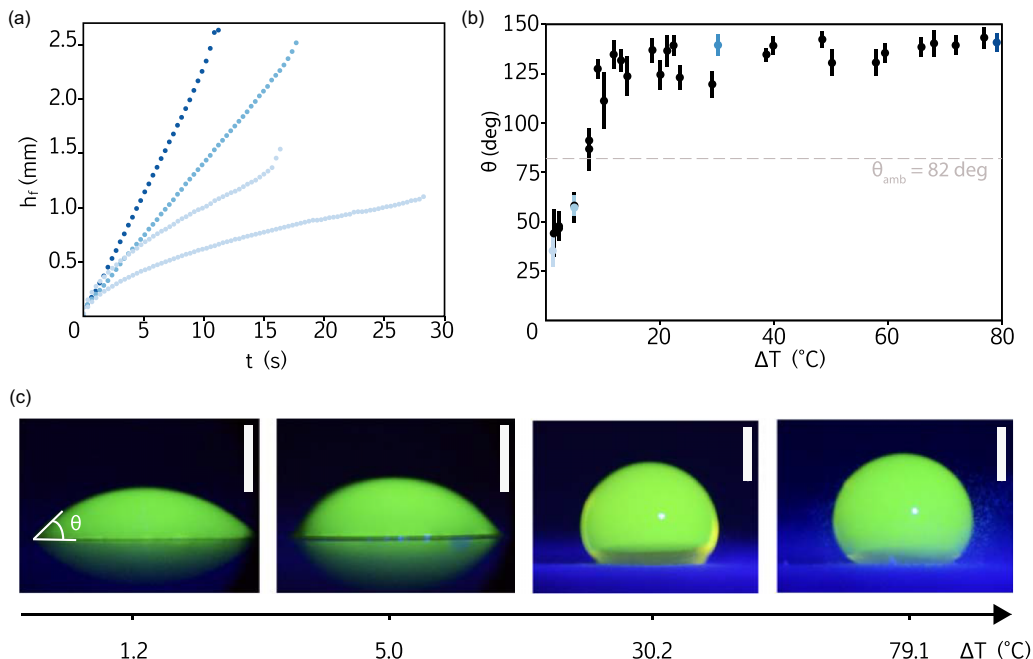 (a)
2.5
2.0
1.5
1.0
0.5
0
5
10
15
20
25
30
h_f (mm)
t (s)
(b)
150
125
100
75
50
25
0
20
40
60
80
θ (deg)
θ_amb = 82 deg
ΔT (°C)
(c)
θ
1.2
5.0
30.2
79.1
ΔT (°C)